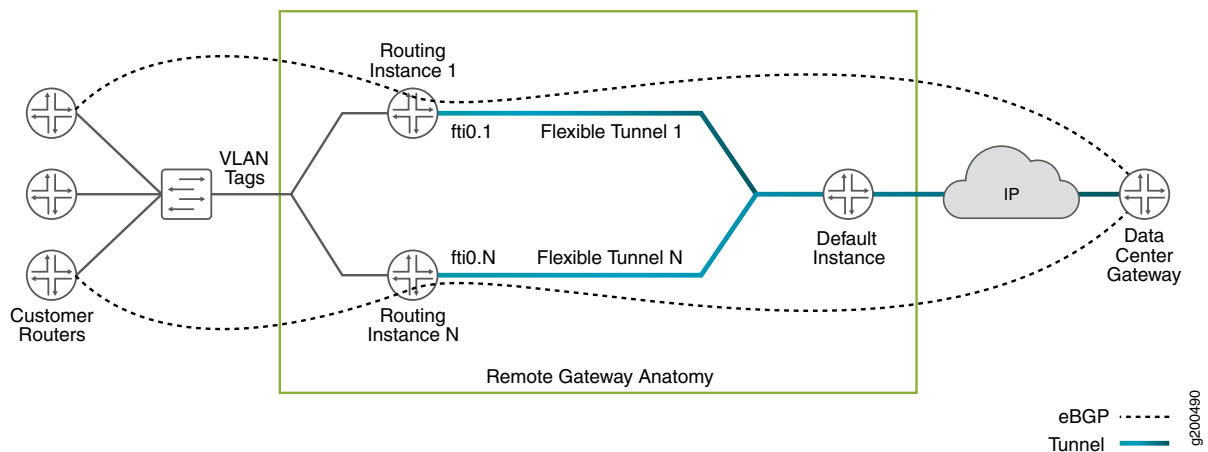 Routing
Instance 1
VLAN
Tags
fti0.1
Flexible Tunnel 1
IP
fti0.N
Flexible Tunnel N
Default
Instance
Data
Center
Gateway
Customer
Routers
Routing
Instance N
Remote Gateway Anatomy
eBGP
Tunnel
g200490